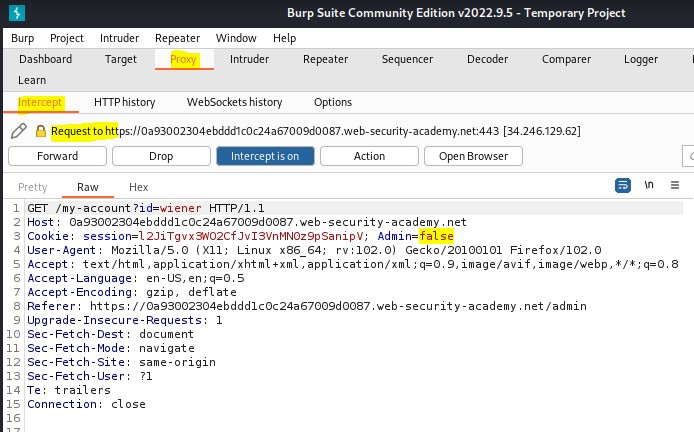 Burp Suite Community Edition v2022.9.5 - Temporary Project
Burp Project Intruder Repeater Window Help
Dashboard Target Proxy Intruder Repeater Sequencer Decoder Comparer Logger
Learn
Intercept HTTP history WebSockets history Options
Request to https://0a93002304ebddd1c0c24a67009d0087.web-security-academy.net:443 [34.246.129.62]
Forward Drop Intercept is on Action Open Browser
Pretty Raw Hex \n
1 GET /my-account?id=wiener HTTP/1.1
2 Host: 0a93002304ebddd1c0c24a67009d0087.web-security-academy.net
3 Cookie: session=l2JiTgvx3WO2CfJvI3VnMN0z9pSanipV; Admin=false
4 User-Agent: Mozilla/5.0 (X11; Linux x86_64; rv:102.0) Gecko/20100101 Firefox/102.0
5 Accept: text/html,application/xhtml+xml,application/xml;q=0.9,image/avif,image/webp,*/*;q=0.8
6 Accept-Language: en-US,en;q=0.5
7 Accept-Encoding: gzip, deflate
8 Referer: https://0a93002304ebddd1c0c24a67009d0087.web-security-academy.net/admin
9 Upgrade-Insecure-Requests: 1
10 Sec-Fetch-Dest: document
11 Sec-Fetch-Mode: navigate
12 Sec-Fetch-Site: same-origin
13 Sec-Fetch-User: ?1
14 Te: trailers
15 Connection: close
16
17